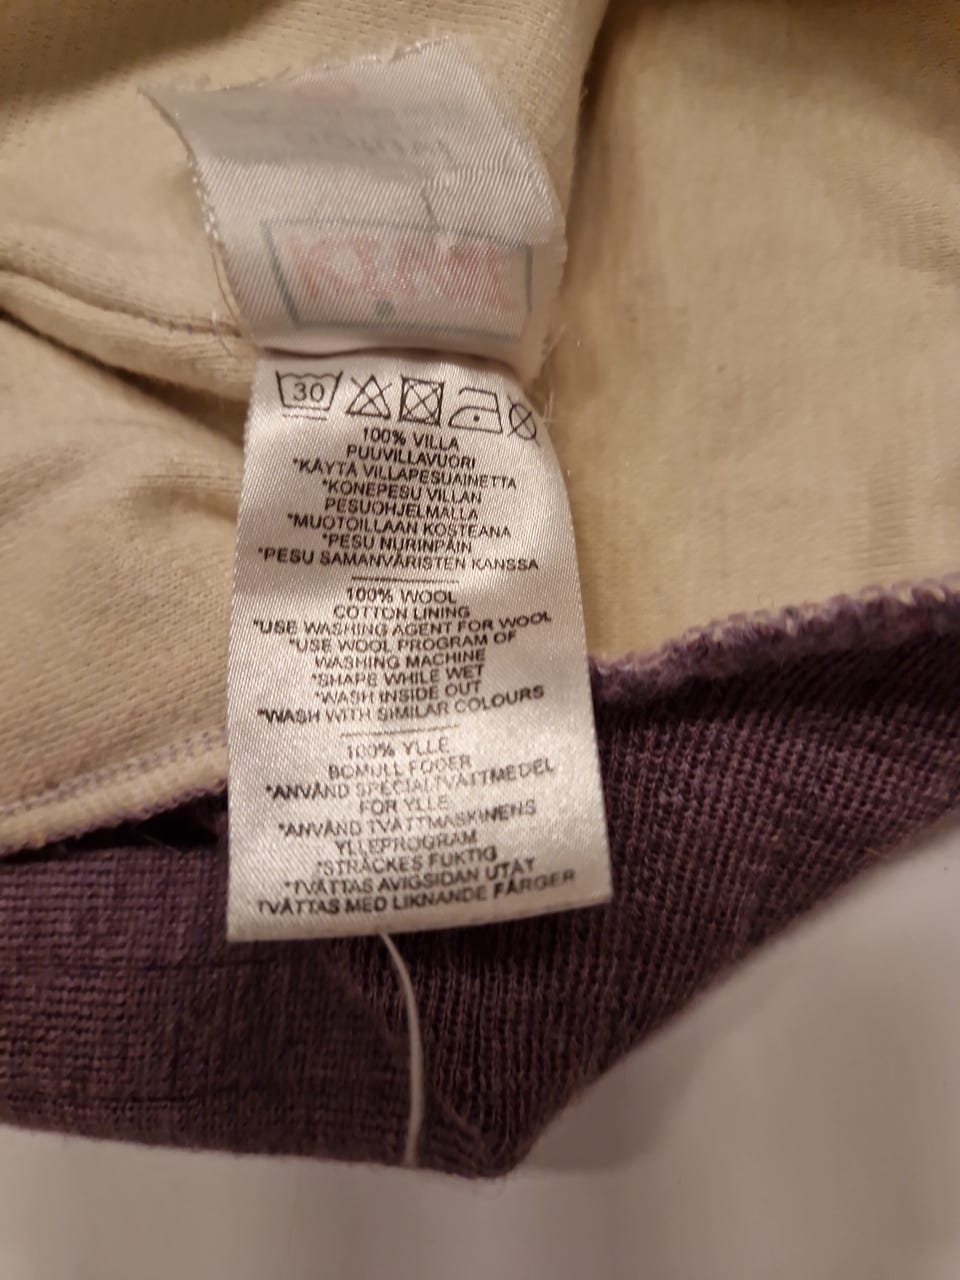 30
100% VILLA
PUUVILLAVUORI
*KÄYTÄ VILLAPESUAINETTA
*KONEPESU VILLAN
PESUOHJELMALLA
*MUOTOILLAAN KOSTEANA
*PESU NURINPÄIN
*PESU SAMANVÄRISTEN KANSSA
100% WOOL
COTTON LINING
*USE WASHING AGENT FOR WOOL
*USE WOOL PROGRAM OF
WASHING MACHINE
*SHAPE WHILE WET
*WASH INSIDE OUT
*WASH WITH SIMILAR COLOURS
100% YLLE
BOMULL FODER
*ANVÄND SPECIALTVÄTTMEDEL
FÖR YLLE
*ANVÄND TVÄTTMASKINENS
YLLEPROGRAM
*STRÄCKES FUKTIG
*TVÄTTAS AVIGSIDAN UTÅT
TVÄTTAS MED LIKNANDE FÄRGER